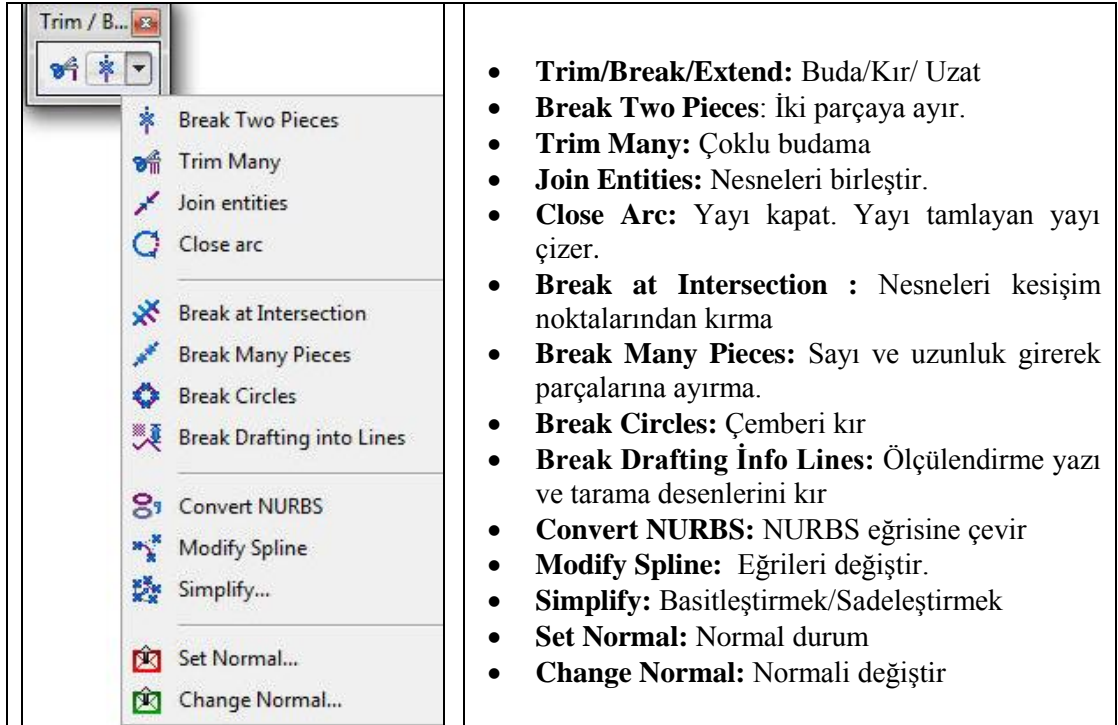 Trim / B...
Break Two Pieces
Trim Many
Join entities
Close arc
Break at Intersection
Break Many Pieces
Break Circles
Break Drafting into Lines
Convert NURBS
Modify Spline
Simplify...
Set Normal...
Change Normal...
• Trim/Break/Extend: Buda/Kır/ Uzat
• Break Two Pieces: İki parçaya ayır.
• Trim Many: Çoklu budama
• Join Entities: Nesneleri birleştir.
• Close Arc: Yayı kapat. Yayı tamlayan yayı
çizer.
• Break at Intersection : Nesneleri kesişim
noktalarından kırma
• Break Many Pieces: Sayı ve uzunluk girerek
parçalarına ayırma.
• Break Circles: Çemberi kır
• Break Drafting İnfo Lines: Ölçülendirme yazı
ve tarama desenlerini kır
• Convert NURBS: NURBS eğrisine çevir
• Modify Spline: Eğrileri değiştir.
• Simplify: Basitleştirmek/Sadeleştirmek
• Set Normal: Normal durum
• Change Normal: Normali değiştir